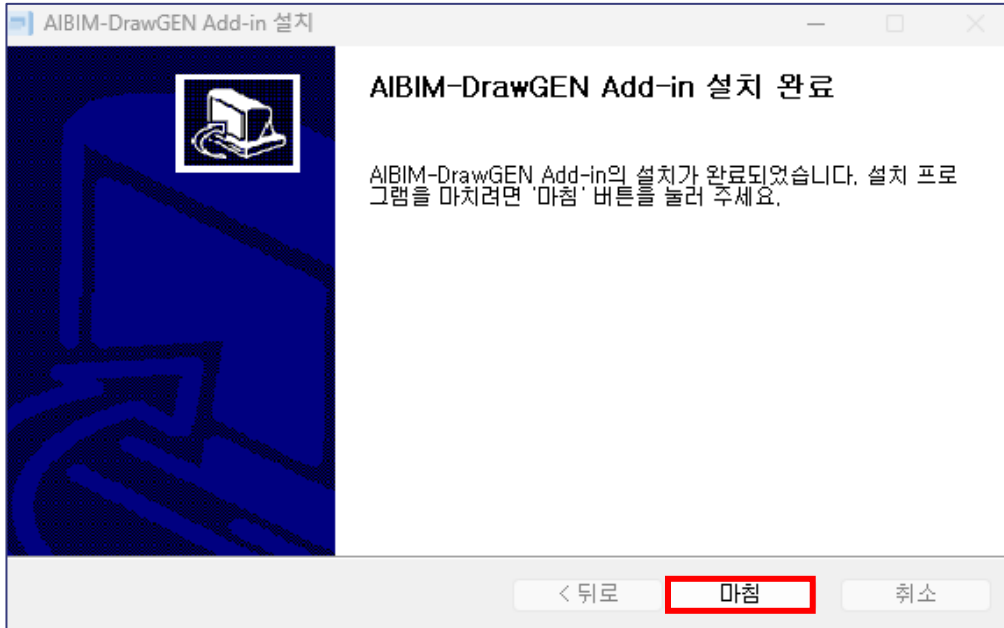 AIBIM-DrawGEN Add-in 설치
AIBIM-DrawGEN Add-in 설치 완료
AIBIM-DrawGEN Add-in의 설치가 완료되었습니다. 설치 프로
그램을 마치려면 '마침' 버튼를 눌러 주세요.
< 뒤로
마침
취소